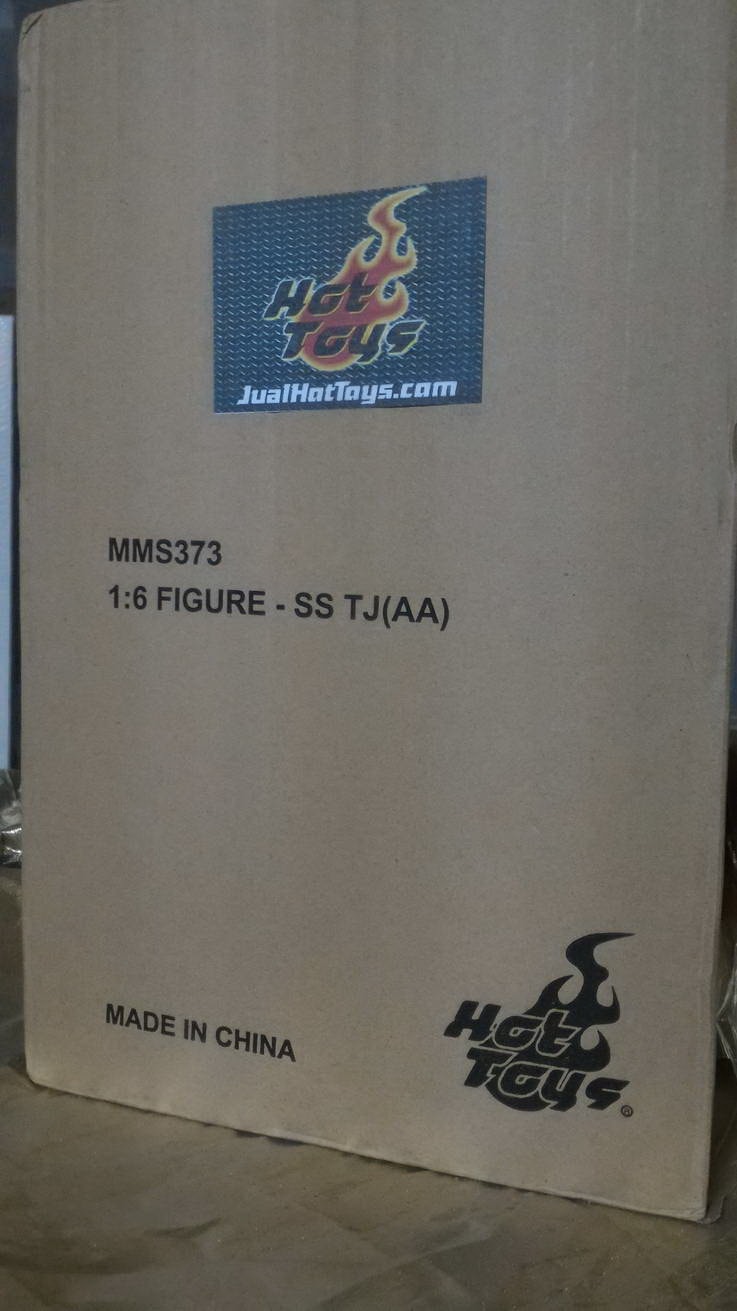 Hot
Toys
JualHotToys.com
MMS373
1:6 FIGURE - SS TJ(AA)
MADE IN CHINA
Hot
Toys®